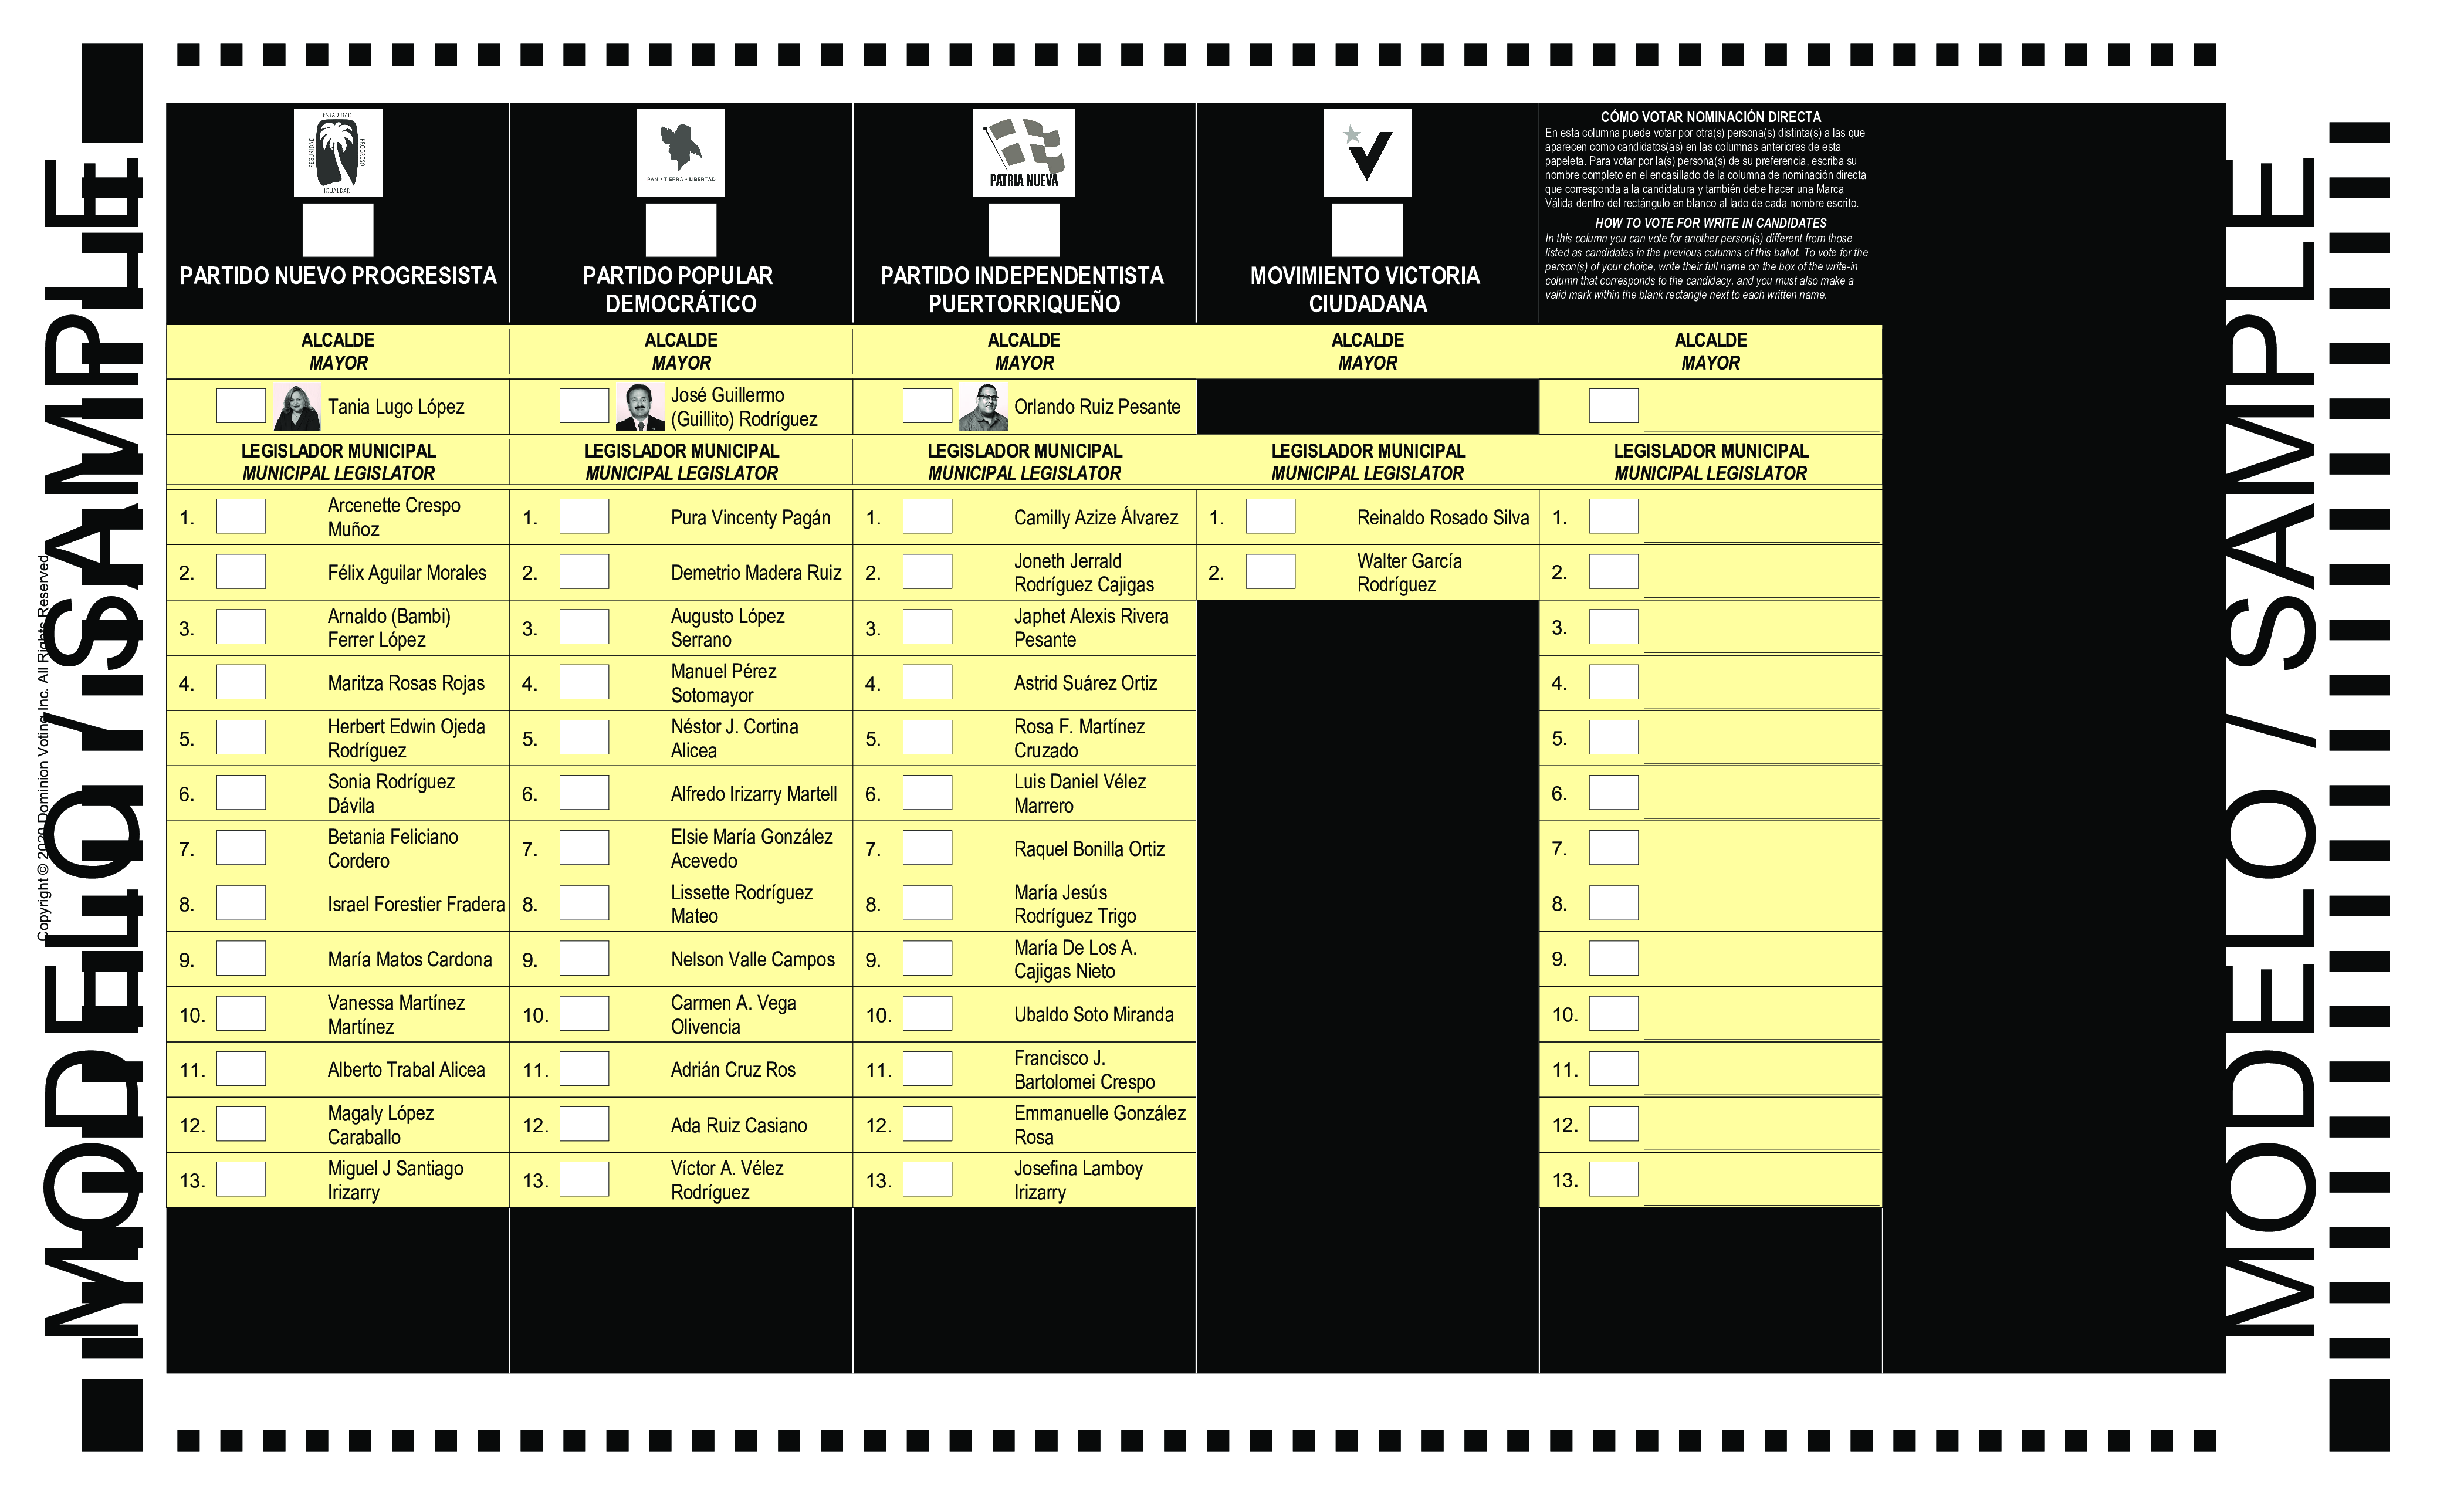 MODELO / SAMPLE
Copyright © 2020 Dominion Voting Inc. All Rights Reserved
ESTADIDAD
SEGURIDAD
PROGRESO
IGUALDAD
PARTIDO NUEVO PROGRESISTA
ALCALDE
MAYOR
Tania Lugo López
LEGISLADOR MUNICIPAL
MUNICIPAL LEGISLATOR
1. Arcenette Crespo
Muñoz
2. Félix Aguilar Morales
3. Arnaldo (Bambi)
Ferrer López
4. Maritza Rosas Rojas
5. Herbert Edwin Ojeda
Rodríguez
6. Sonia Rodríguez
Dávila
7. Betania Feliciano
Cordero
8. Israel Forestier Fradera
9. María Matos Cardona
10. Vanessa Martínez
Martínez
11. Alberto Trabal Alicea
12. Magaly López
Caraballo
13. Miguel J Santiago
Irizarry
PAN • TIERRA • LIBERTAD
PARTIDO POPULAR
DEMOCRÁTICO
ALCALDE
MAYOR
José Guillermo
(Guillito) Rodríguez
LEGISLADOR MUNICIPAL
MUNICIPAL LEGISLATOR
1. Pura Vincenty Pagán
2. Demetrio Madera Ruiz
3. Augusto López
Serrano
4. Manuel Pérez
Sotomayor
5. Néstor J. Cortina
Alicea
6. Alfredo Irizarry Martell
7. Elsie María González
Acevedo
8. Lissette Rodríguez
Mateo
9. Nelson Valle Campos
10. Carmen A. Vega
Olivencia
11. Adrián Cruz Ros
12. Ada Ruiz Casiano
13. Víctor A. Vélez
Rodríguez
PATRIA NUEVA
PARTIDO INDEPENDENTISTA
PUERTORRIQUEÑO
ALCALDE
MAYOR
Orlando Ruiz Pesante
LEGISLADOR MUNICIPAL
MUNICIPAL LEGISLATOR
1. Camilly Azize Álvarez
2. Joneth Jerrald
Rodríguez Cajigas
3. Japhet Alexis Rivera
Pesante
4. Astrid Suárez Ortiz
5. Rosa F. Martínez
Cruzado
6. Luis Daniel Vélez
Marrero
7. Raquel Bonilla Ortiz
8. María Jesús
Rodríguez Trigo
9. María De Los A.
Cajigas Nieto
10. Ubaldo Soto Miranda
11. Francisco J.
Bartolomei Crespo
12. Emmanuelle González
Rosa
13. Josefina Lamboy
Irizarry
MOVIMIENTO VICTORIA
CIUDADANA
ALCALDE
MAYOR
LEGISLADOR MUNICIPAL
MUNICIPAL LEGISLATOR
1. Reinaldo Rosado Silva
2. Walter García
Rodríguez
CÓMO VOTAR NOMINACIÓN DIRECTA
En esta columna puede votar por otra(s) persona(s) distinta(s) a las que
aparecen como candidatos(as) en las columnas anteriores de esta
papeleta. Para votar por la(s) persona(s) de su preferencia, escriba su
nombre completo en el encasillado de la columna de nominación directa
que corresponda a la candidatura y también debe hacer una Marca
Válida dentro del rectángulo en blanco al lado de cada nombre escrito.
HOW TO VOTE FOR WRITE IN CANDIDATES
In this column you can vote for another person(s) different from those
listed as candidates in the previous columns of this ballot. To vote for the
person(s) of your choice, write their full name on the box of the write-in
column that corresponds to the candidacy, and you must also make a
valid mark within the blank rectangle next to each written name.
ALCALDE
MAYOR
LEGISLADOR MUNICIPAL
MUNICIPAL LEGISLATOR
1.
2.
3.
4.
5.
6.
7.
8.
9.
10.
11.
12.
13.
MODELO / SAMPLE